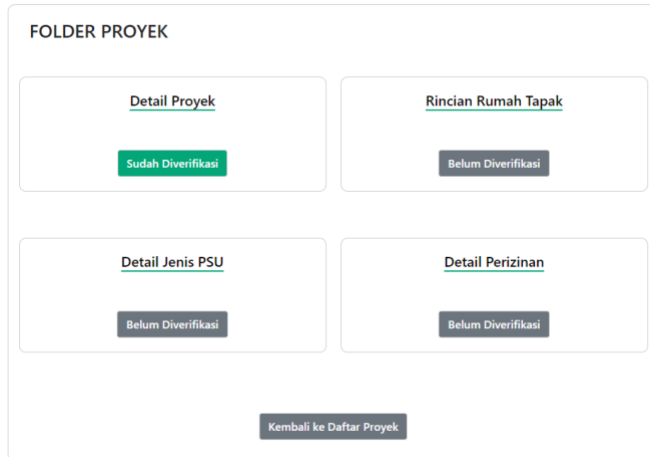 FOLDER PROYEK
Detail Proyek
Sudah Diverifikasi
Rincian Rumah Tapak
Belum Diverifikasi
Detail Jenis PSU
Belum Diverifikasi
Detail Perizinan
Belum Diverifikasi
Kembali ke Daftar Proyek